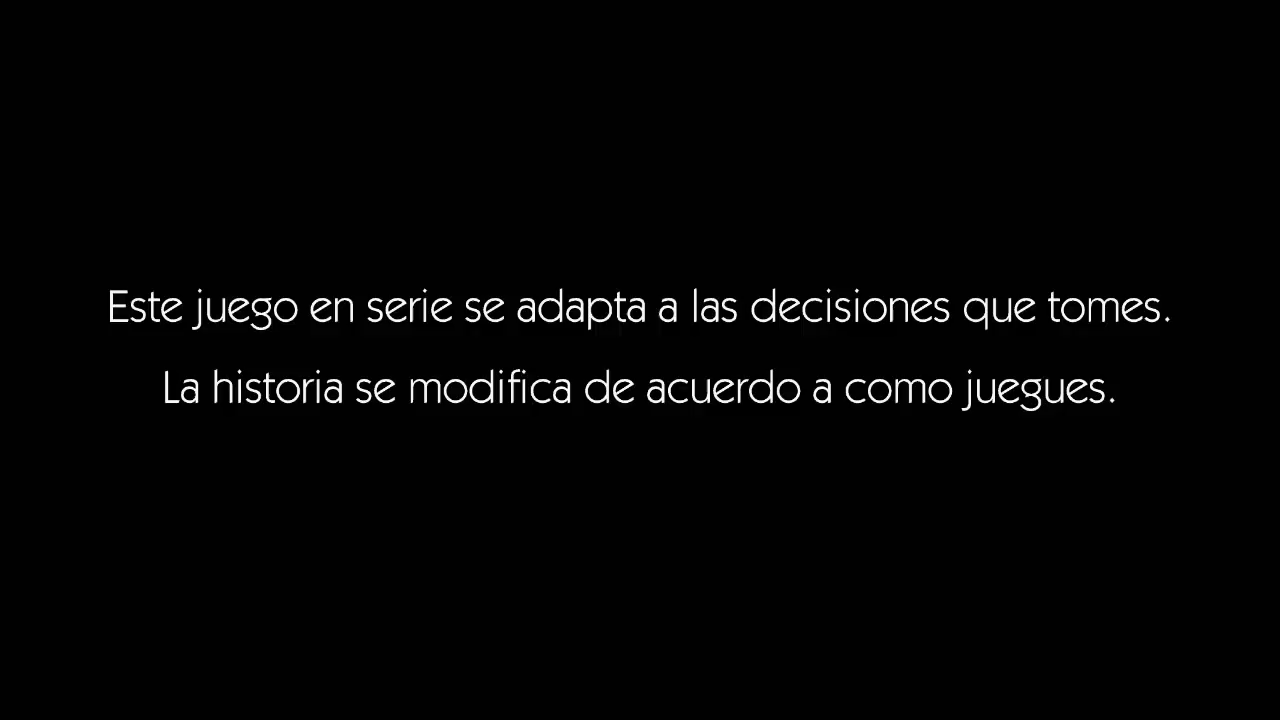 Este juego en serie se adapta a las decisiones que tomes.
La historia se modifica de acuerdo a como juegues.